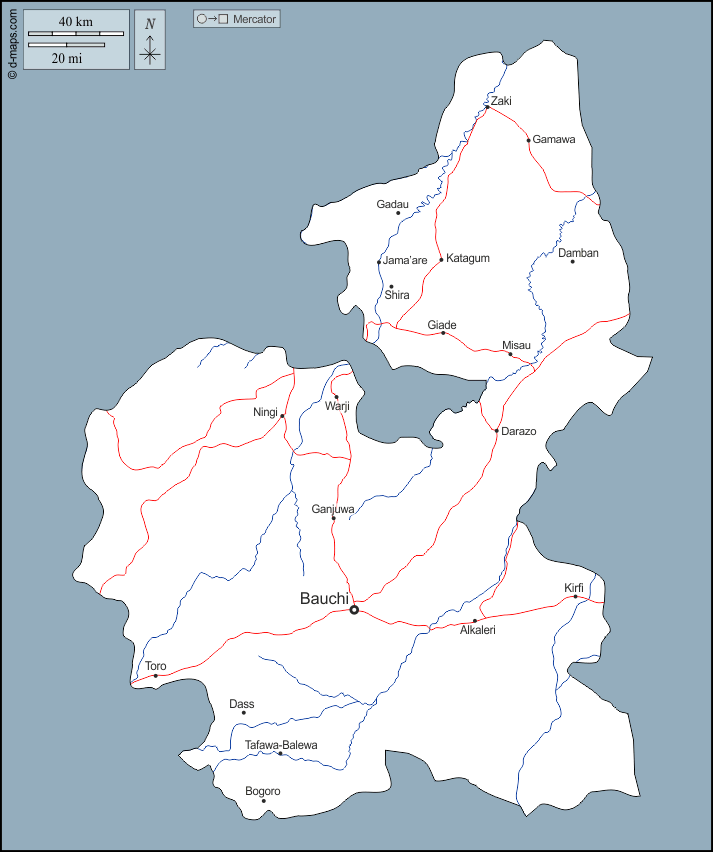 © d-maps.com
40 km
20 mi
N
Mercator
Zaki
Gamawa
Gadau
Damban
Jama'are
Katagum
Shira
Giade
Misau
Warji
Ningi
Darazo
Ganjuwa
Kirfi
Bauchi
Alkaleri
Toro
Dass
Tafawa-Balewa
Bogoro